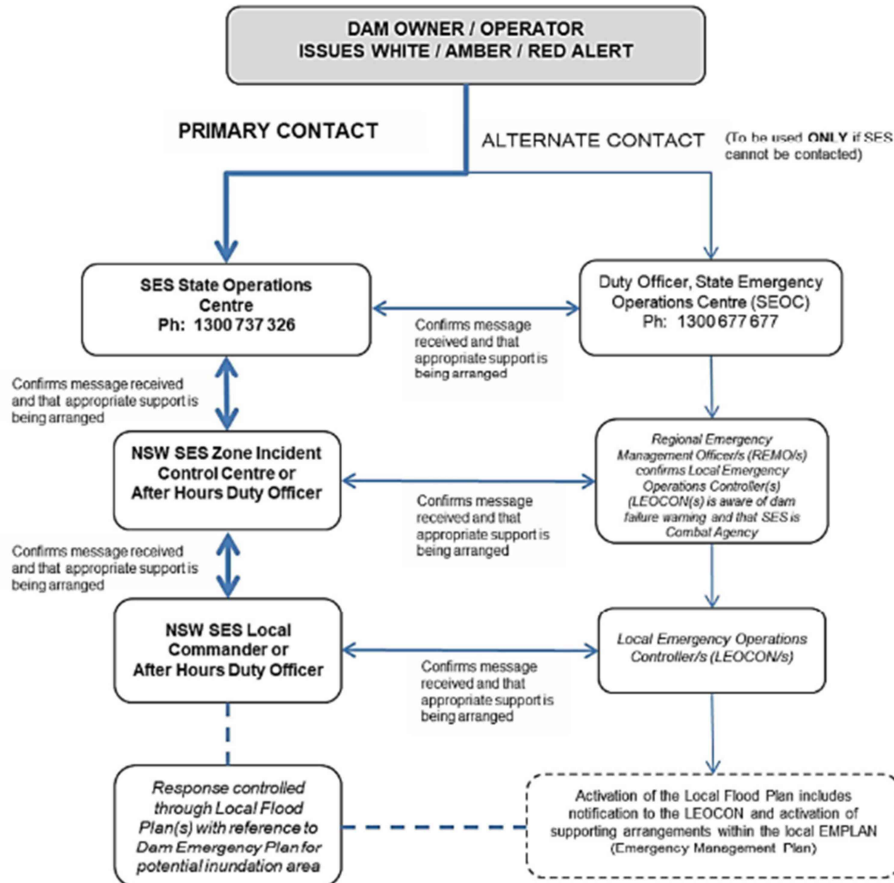 DAM OWNER / OPERATOR
ISSUES WHITE / AMBER / RED ALERT
PRIMARY CONTACT
ALTERNATE CONTACT
(To be used ONLY if SES
cannot be contacted)
SES State Operations
Centre
Ph: 1300 737 326
Confirms message
received and that
appropriate support is
being arranged
Duty Officer, State Emergency
Operations Centre (SEOC)
Ph: 1300 677 677
Confirms message received
and that appropriate support is
being arranged
NSW SES Zone Incident
Control Centre or
After Hours Duty Officer
Confirms message
received and that
appropriate support is
being arranged
Regional Emergency
Management Officer/s (REMO/s)
confirms Local Emergency
Operations Controller(s)
(LEOCON(s) is aware of dam
failure warning and that SES is
Combat Agency
Confirms message received
and that appropriate support is
being arranged
NSW SES Local
Commander or
After Hours Duty Officer
Confirms message
received and that
appropriate support is
being arranged
Local Emergency Operations
Controller/s (LEOCON/s)
Response controlled
through Local Flood
Plan(s) with reference to
Dam Emergency Plan for
potential inundation area
Activation of the Local Flood Plan includes
notification to the LEOCON and activation of
supporting arrangements within the local EMPLAN
(Emergency Management Plan)